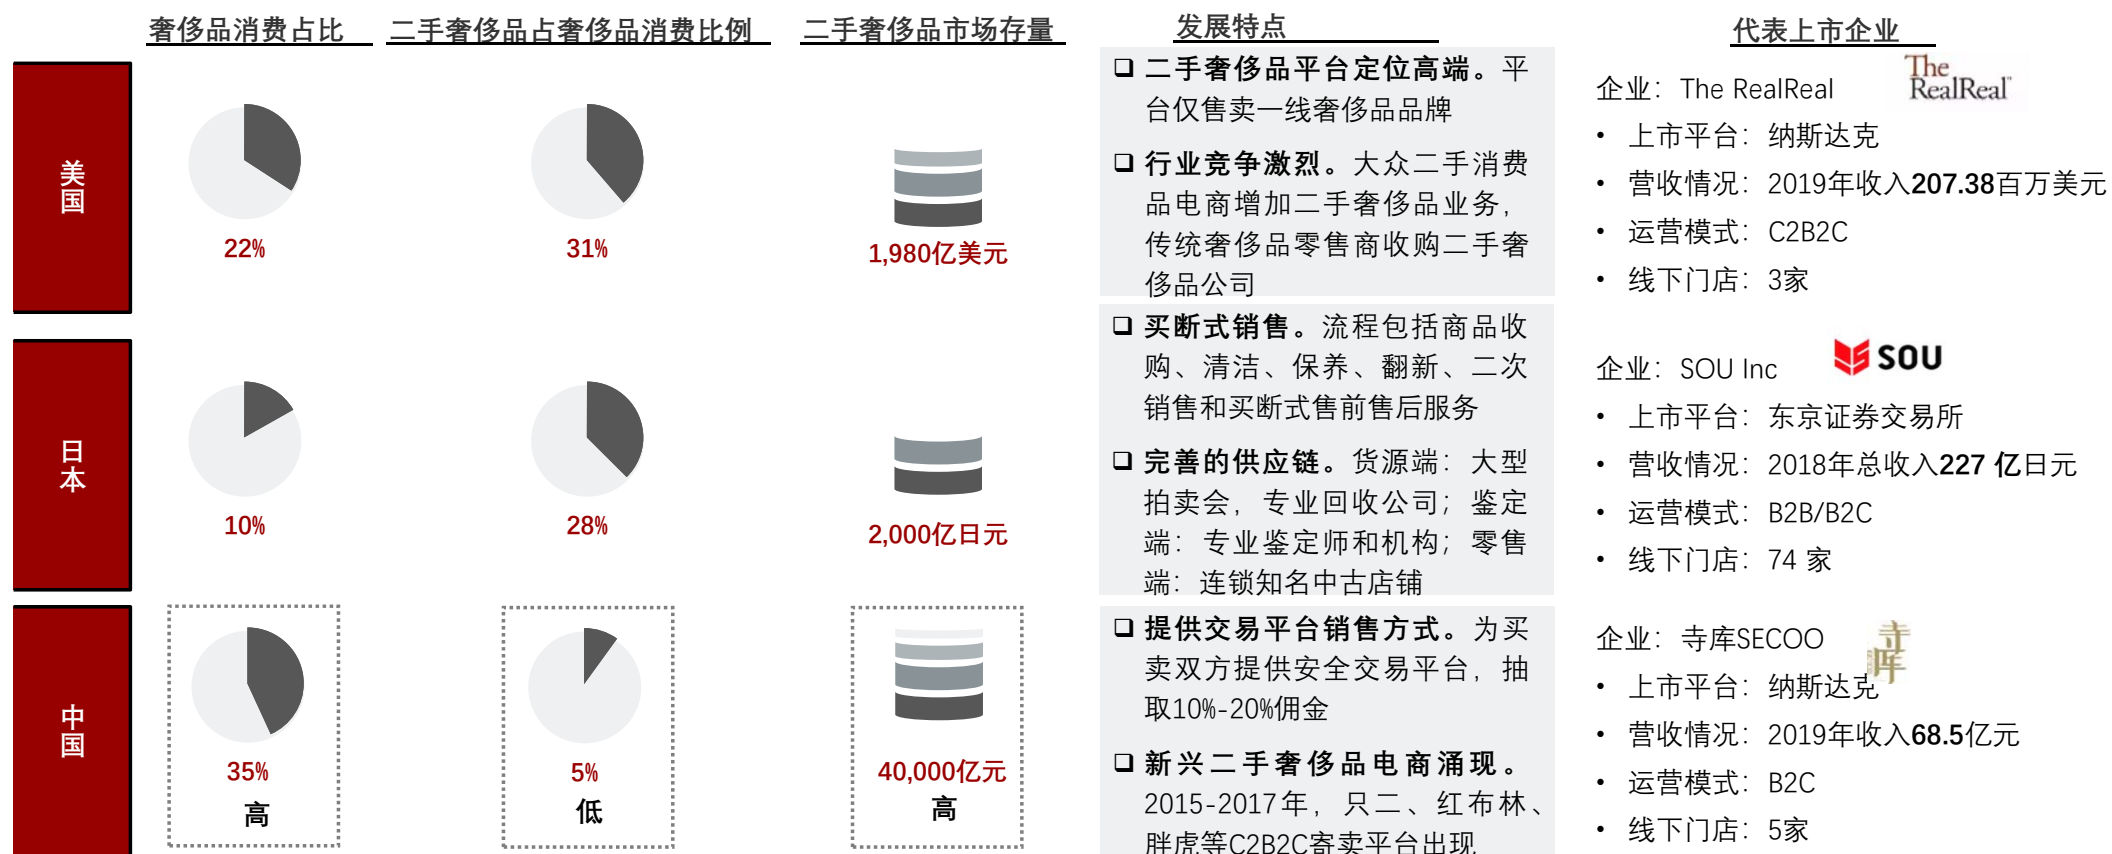 奢侈品消费占比
二手奢侈品占奢侈品消费比例
二手奢侈品市场存量
发展特点
代表上市企业
美国
22%
31%
1,980亿美元
❑ 二手奢侈品平台定位高端。平
台仅售卖一线奢侈品品牌
❑ 行业竞争激烈。大众二手消费
品电商增加二手奢侈品业务,
传统奢侈品零售商收购二手奢
侈品公司
企业：The RealReal
The
RealReal
• 上市平台：纳斯达克
• 营收情况：2019年收入207.38百万美元
• 运营模式：C2B2C
• 线下门店：3家
日本
10%
28%
2,000亿日元
❑ 买断式销售。流程包括商品收
购、清洁、保养、翻新、二次
销售和买断式售前售后服务
❑ 完善的供应链。货源端：大型
拍卖会，专业回收公司；鉴定
端：专业鉴定师和机构；零售
端：连锁知名中古店铺
企业：SOU Inc
SOU
• 上市平台：东京证券交易所
• 营收情况：2018年总收入227 亿日元
• 运营模式：B2B/B2C
• 线下门店：74 家
中国
35%
高
5%
低
40,000亿元
高
❑ 提供交易平台销售方式。为买
卖双方提供安全交易平台，抽
取10%-20%佣金
❑ 新兴二手奢侈品电商涌现。
2015-2017年，只二、红布林、
胖虎等C2B2C寄卖平台出现
企业：寺库SECOO
寺库
• 上市平台：纳斯达克
• 营收情况：2019年收入68.5亿元
• 运营模式：B2C
• 线下门店：5家